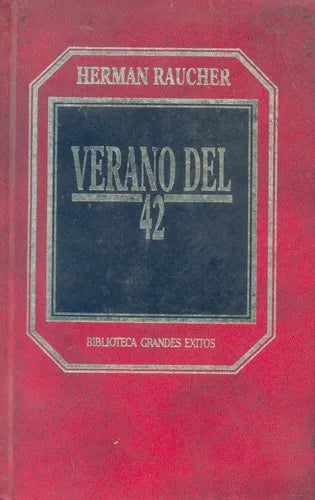 HERMAN RAUCHER
VERANO DEL
42
BIBLIOTECA GRANDES EXITOS